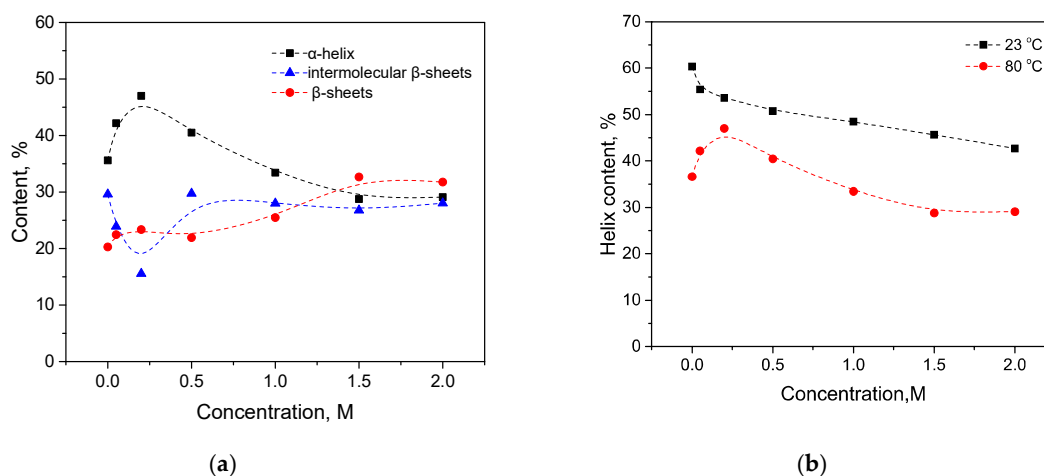 60
50
40
30
20
10
0
Content, %
α-helix
intermolecular β-sheets
β-sheets
0.0 0.5 1.0 1.5 2.0
Concentration, M
(a)
70
60
50
40
30
20
10
0
Helix content, %
23 °C
80 °C
0.0 0.5 1.0 1.5 2.0
Concentration,M
(b)